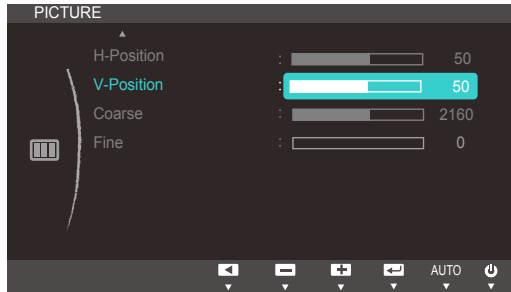 PICTURE
H-Position : 50
V-Position : 50
Coarse : 2160
Fine : 0
AUTO